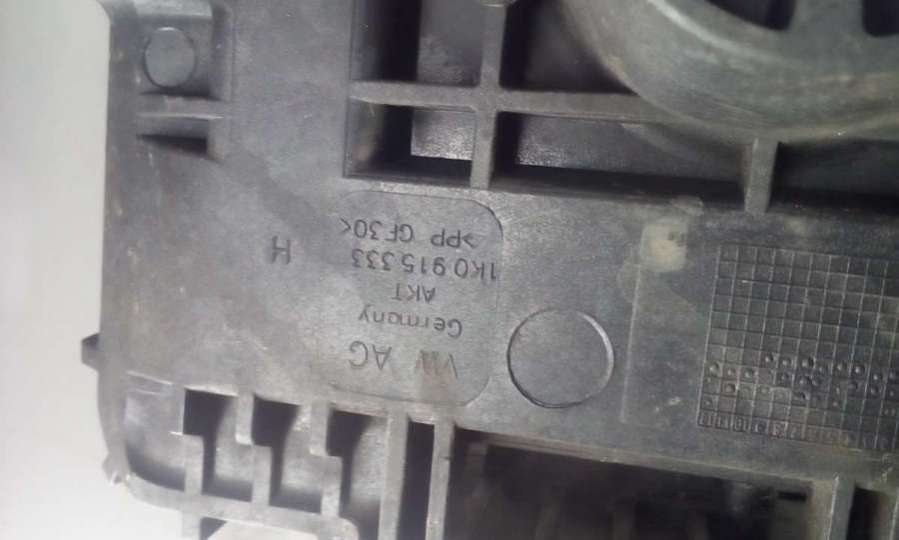 VW AG
Germany
AKT
1K0 915 333
H
>PP GF30<